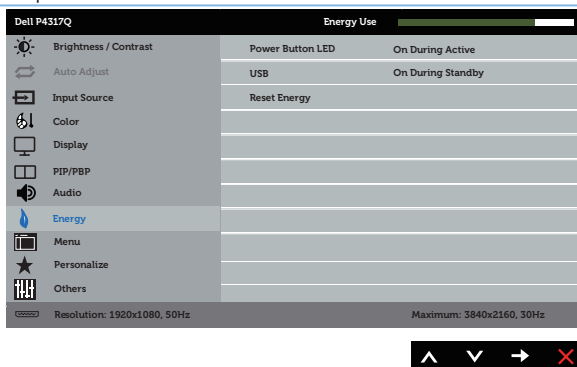 Dell P4317Q Energy Use
Brightness / Contrast Power Button LED On During Active
Auto Adjust USB On During Standby
Input Source Reset Energy
Color
Display
PIP/PBP
Audio
Energy
Menu
Personalize
Others
Resolution: 1920x1080, 50Hz Maximum: 3840x2160, 30Hz